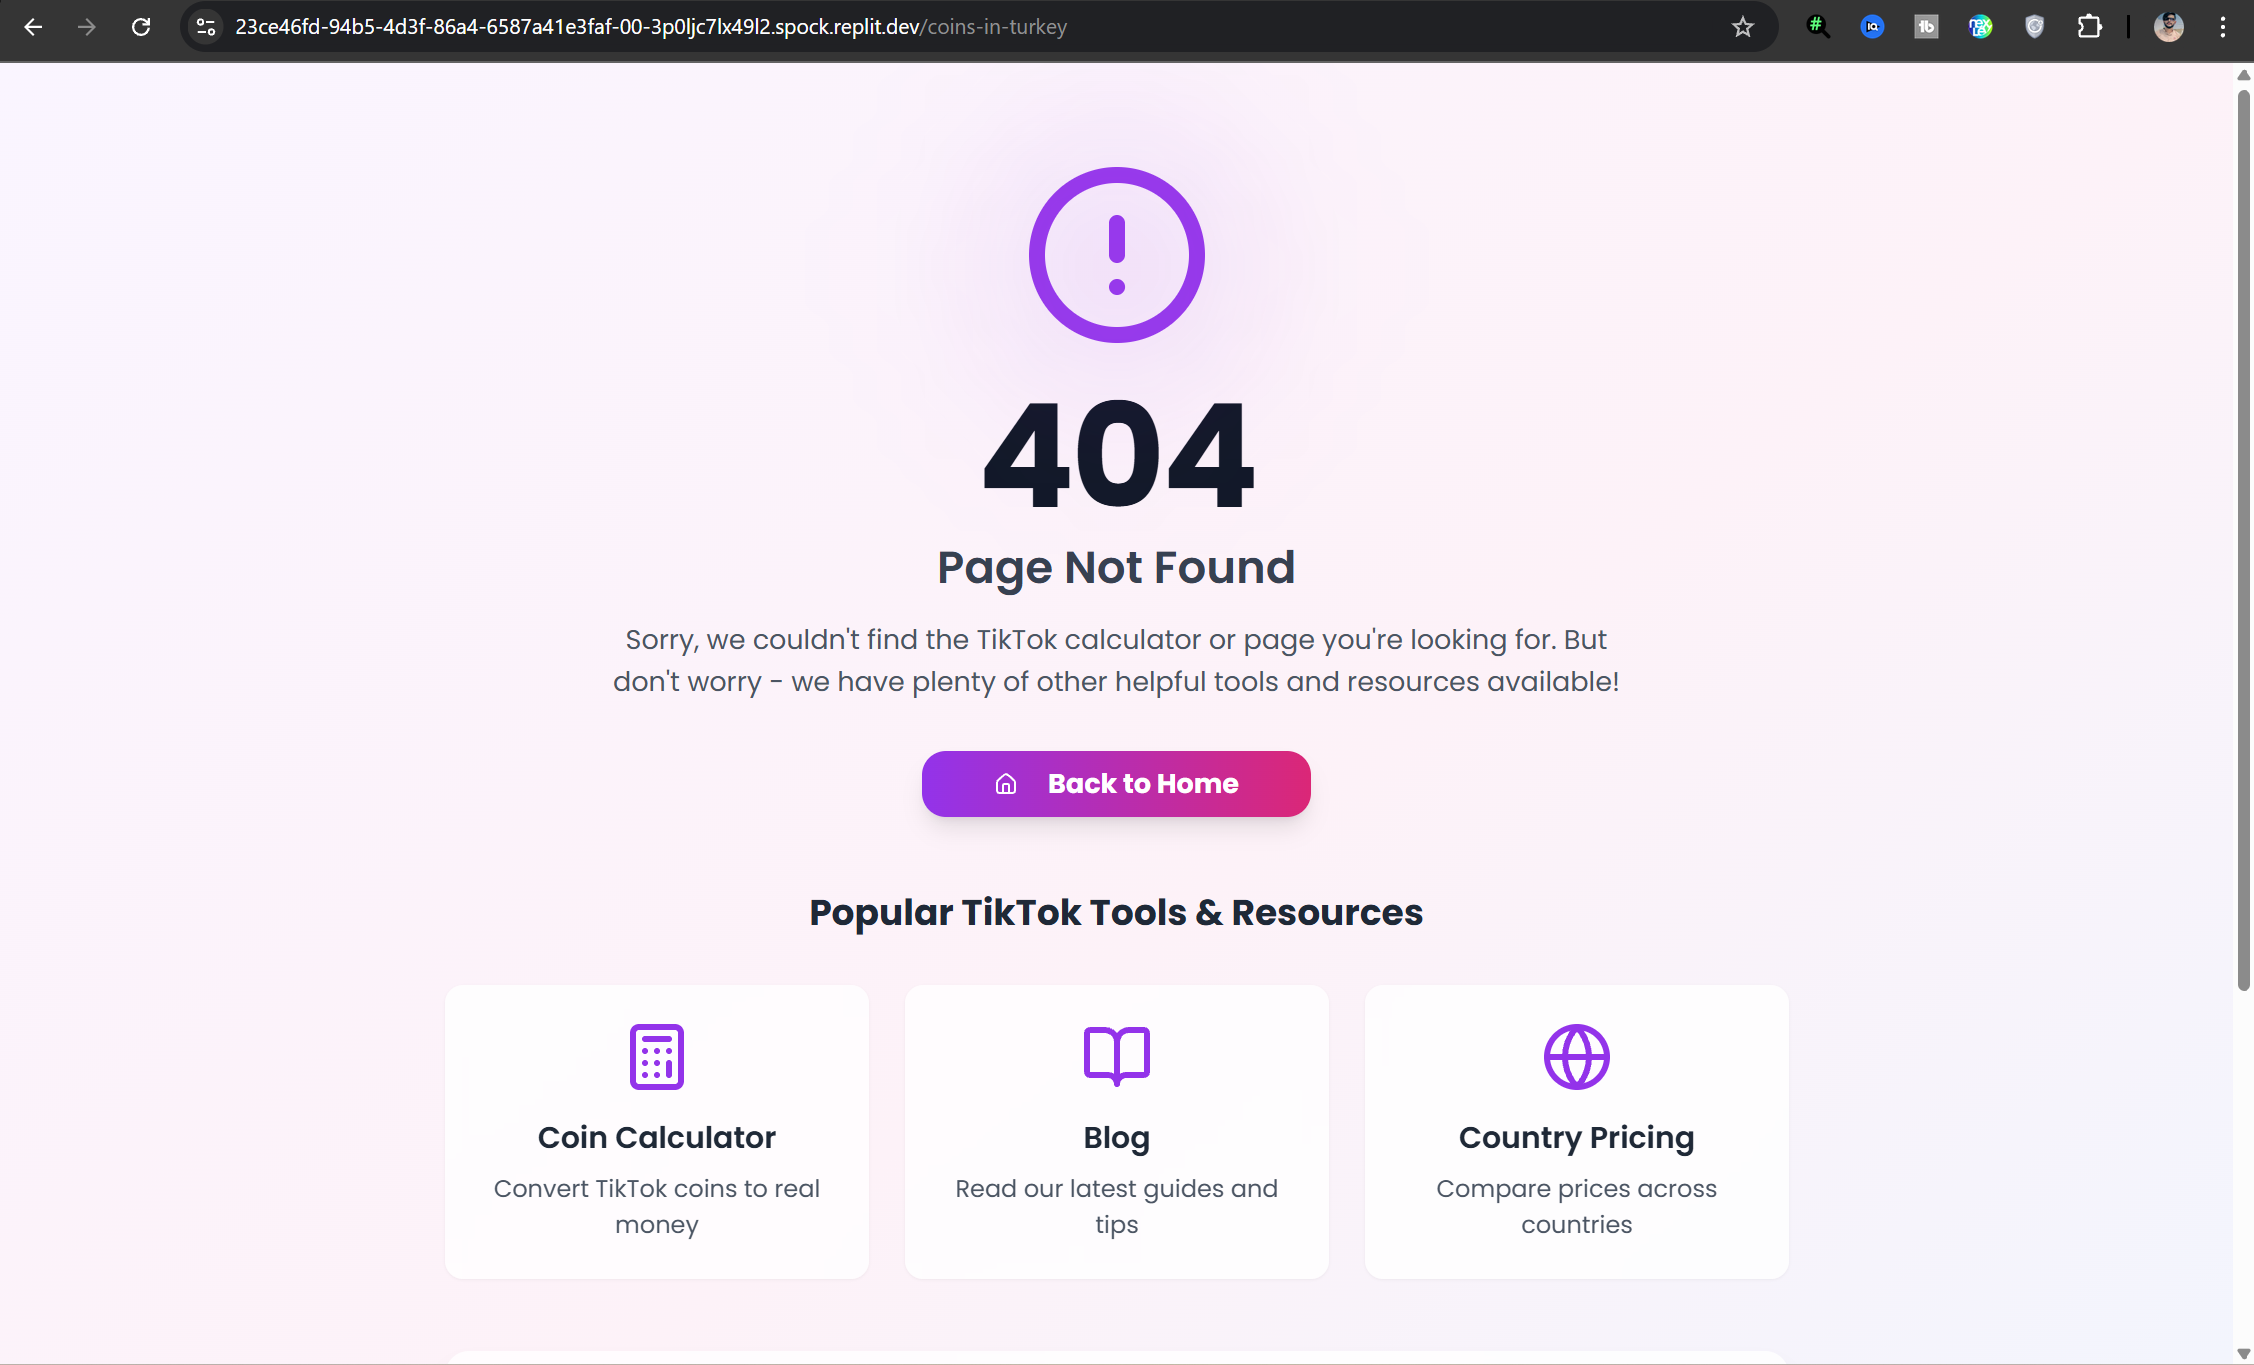 23ce46fd-94b5-4d3f-86a4-6587a41e3faf-00-3p0ljc7lx49l2.spock.replit.dev/coins-in-turkey
404
Page Not Found
Sorry, we couldn't find the TikTok calculator or page you're looking for. But
don't worry - we have plenty of other helpful tools and resources available!
Back to Home
Popular TikTok Tools & Resources
Coin Calculator
Convert TikTok coins to real
money
Blog
Read our latest guides and
tips
Country Pricing
Compare prices across
countries